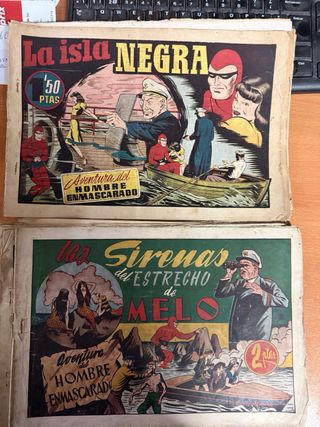 La isla
NEGRA
1'50
PTAS
Aventura del
HOMBRE
ENMASCARADO
Las Sirenas
del ESTRECHO
de
MELO
Aventura
del HOMBRE
ENMASCARADO
2 Ptas